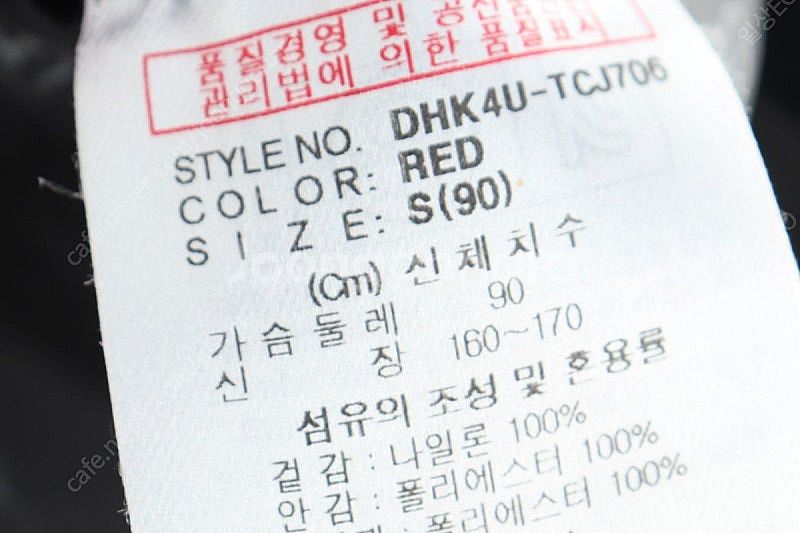 품질경영 및 공산품안전
관리법에 의한 품질표시
STYLE NO. DHK4U-TCJ706
COLOR: RED
SIZE: S(90)
(Cm) 신체치수
가슴둘레 90
신장 160~170
섬유의 조성 및 혼용률
겉감 : 나일론 100%
안감 : 폴리에스터 100%
폴리에스터 100%